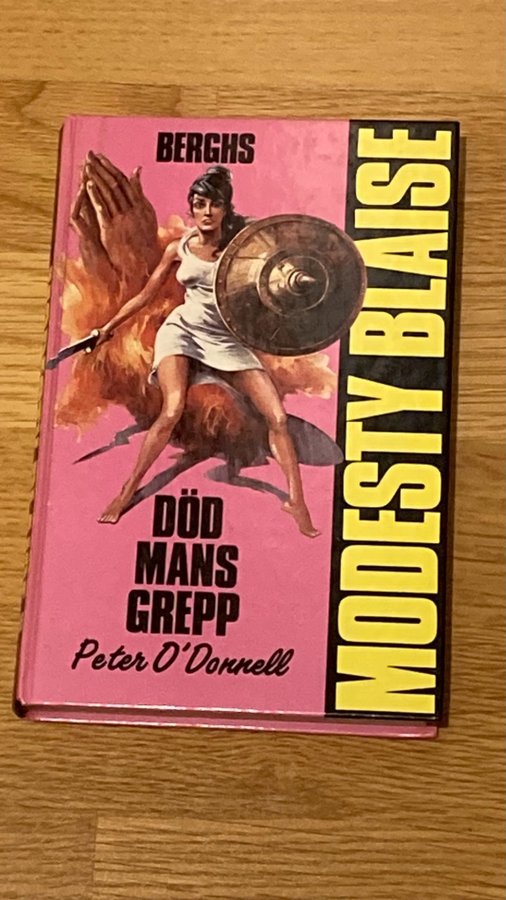 BERGHS
MODESTY BLAISE
DÖD
MANS
GREPP
Peter O'Donnell